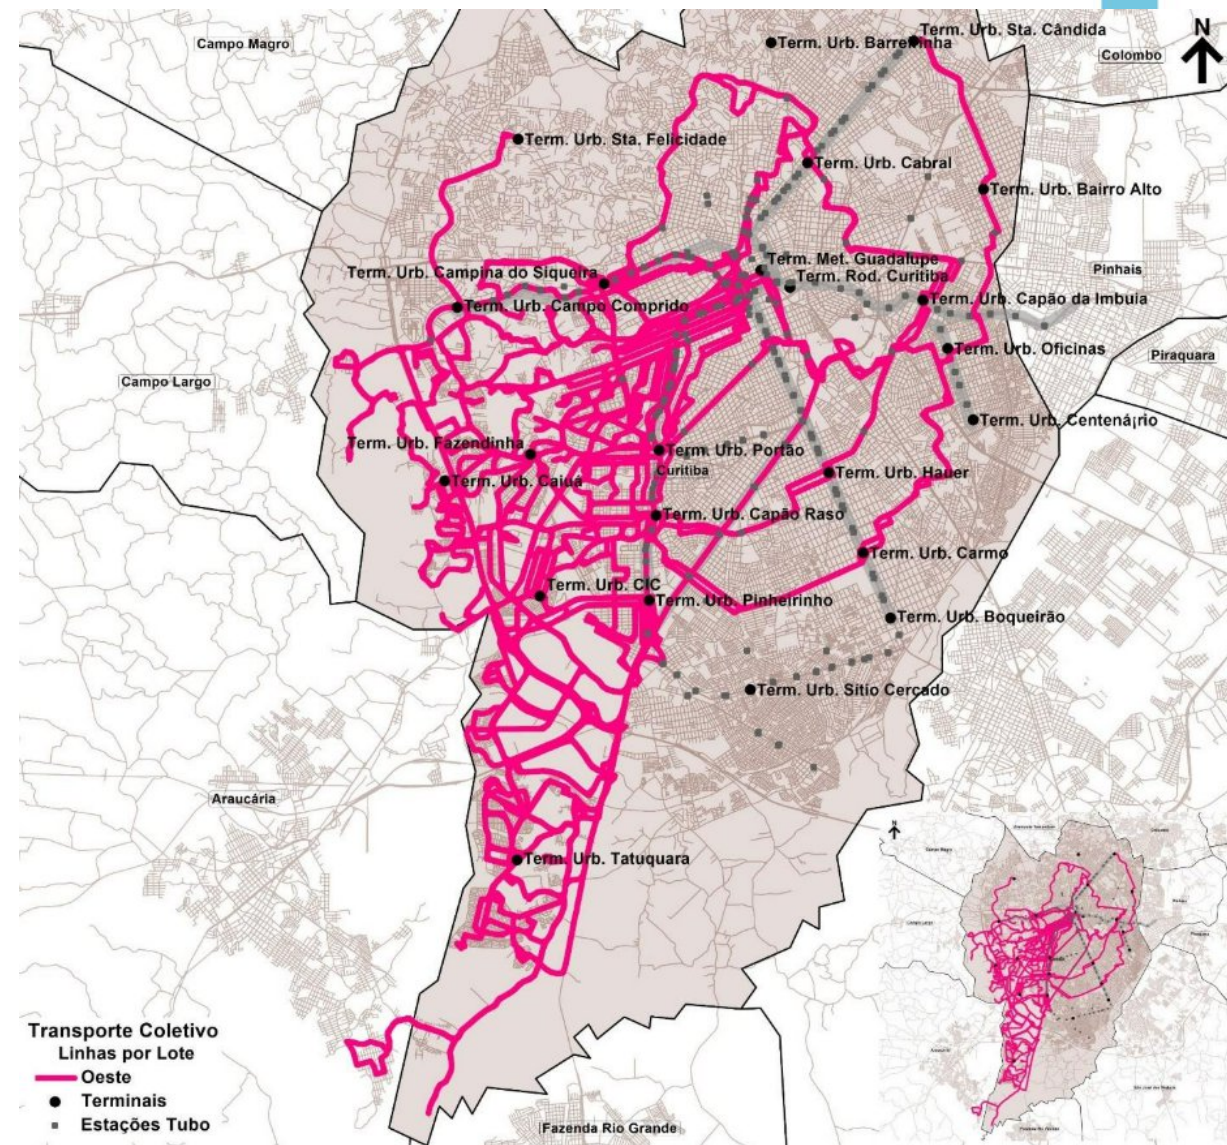 N
Term. Urb. Sta. Cândida
Term. Urb. Barreirinha
Campo Magro
Colombo
Term. Urb. Sta. Felicidade
Term. Urb. Cabral
Term. Urb. Bairro Alto
Term. Met. Guadalupe
Pinhais
Term. Urb. Campina do Siqueira
Term. Rod. Curitiba
Term. Urb. Campo Comprido
Term. Urb. Capão da Imbuia
Term. Urb. Oficinas
Piraquara
Campo Largo
Term. Urb. Centená¡rio
Term. Urb. Fazendinha
Term. Urb. Portão
Curitiba
Term. Urb. Hauer
Term. Urb. Caiuá
Term. Urb. Capão Raso
Term. Urb. Carmo
Term. Urb. CIC
Term. Urb. Pinheirinho
Term. Urb. Boqueirão
Term. Urb. Sítio Cercado
Araucária
Term. Urb. Tatuquara
N
Transporte Coletivo
Linhas por Lote
Oeste
Terminais
Estações Tubo
Fazenda Rio Grande